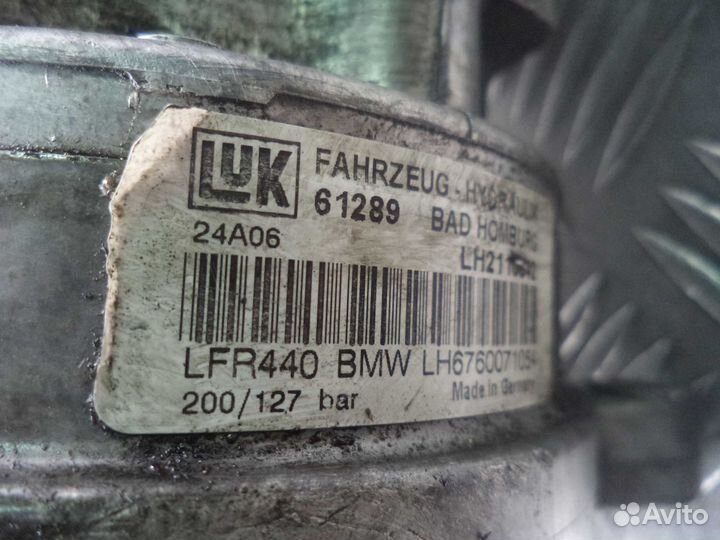 LUK FAHRZEUG - HYDRAULIK
61289 BAD HOMBURG
24A06
LFR440 BMW
200/127 bar Made in Germany
Avito